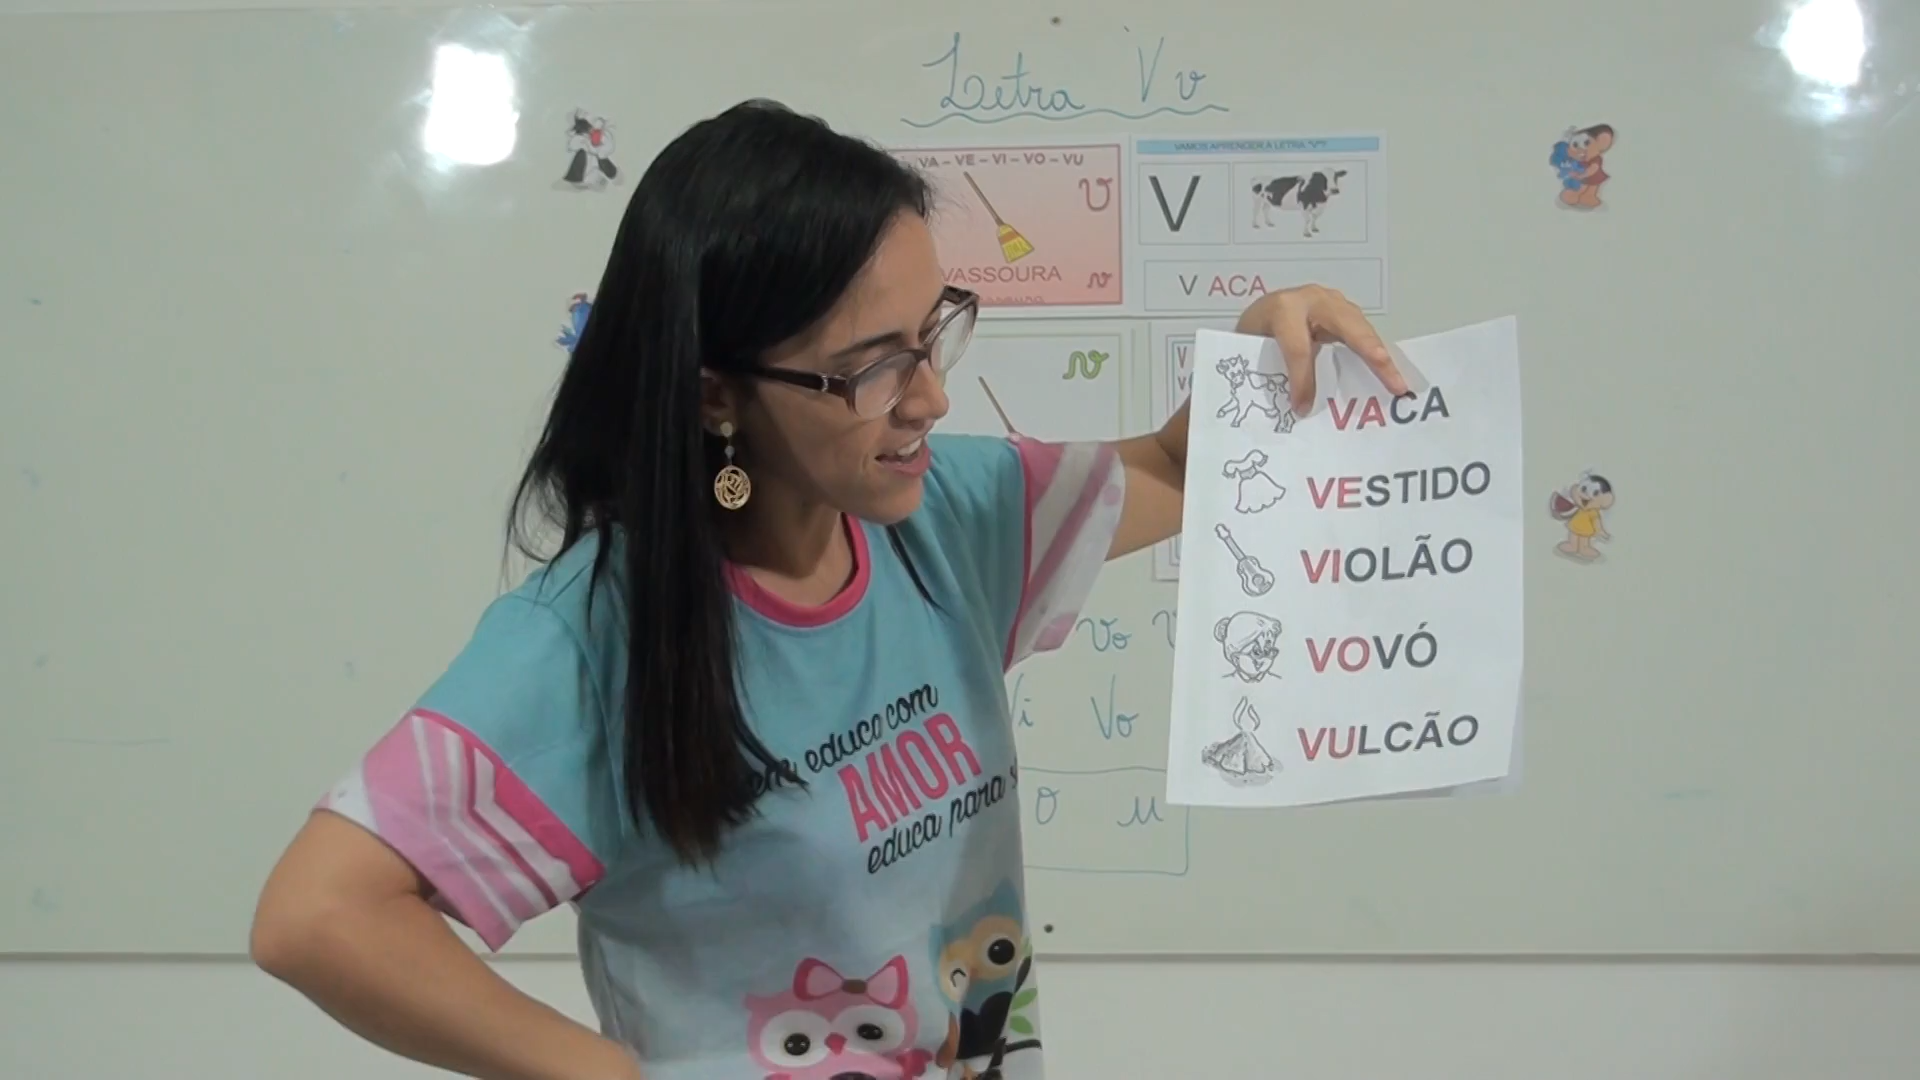 Letra V v
VA – VE – VI – VO – VU
v
VASSOURA
v
VAMOS APRENDER A LETRA "V"?
V
V ACA
v
V
VACA
VESTIDO
VIOLÃO
VOVÓ
VULCÃO
Vo
Vi Vo
o u
educa com
AMOR
educa para